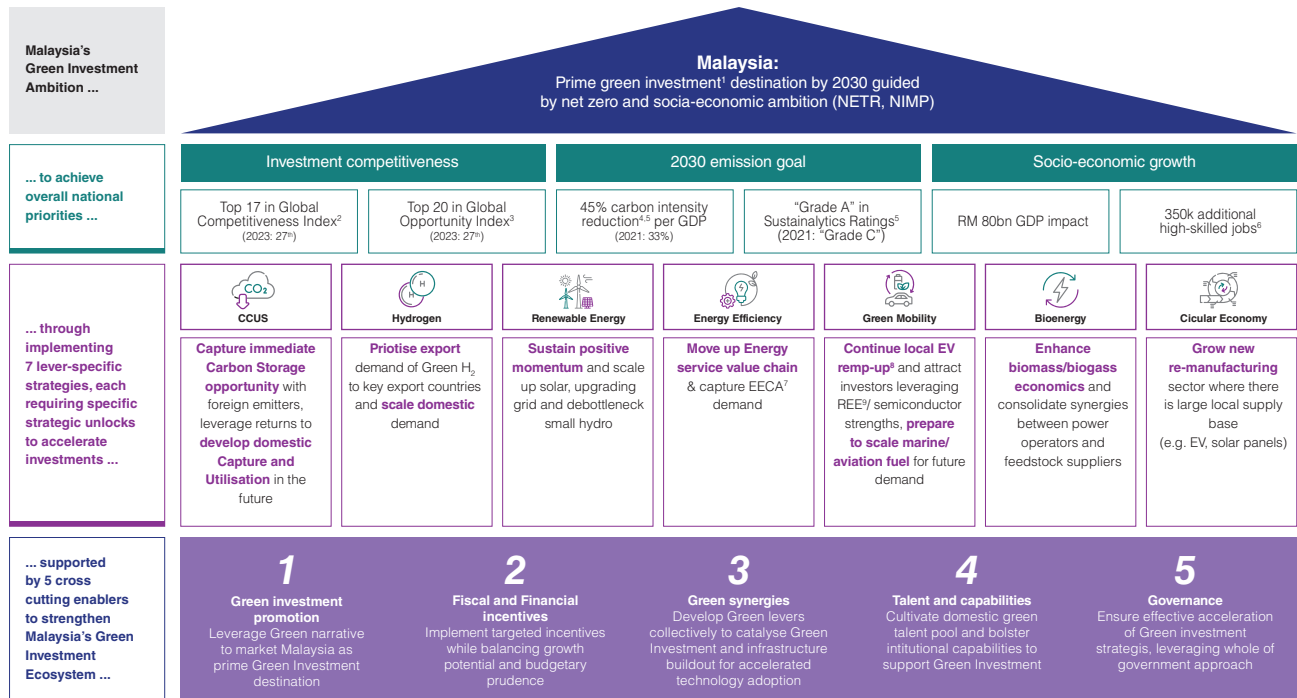 Malaysia's
Green Investment
Ambition ...
Malaysia:
Prime green investment¹ destination by 2030 guided
by net zero and socia-economic ambition (NETR, NIMP)
... to achieve
overall national
priorities ...
Investment competitiveness
2030 emission goal
Socio-economic growth
Top 17 in Global
Competitiveness Index²
(2023: 27ᵗʰ)
Top 20 in Global
Opportunity Index³
(2023: 27ᵗʰ)
45% carbon intensity
reduction⁴,⁵ per GDP
(2021: 33%)
"Grade A" in
Sustainalytics Ratings⁵
(2021: "Grade C")
RM 80bn GDP impact
350k additional
high-skilled jobs⁶
... through
implementing
7 lever-specific
strategies, each
requiring specific
strategic unlocks
to accelerate
investments ...
CO₂
CCUS
H
H
Hydrogen
Renewable Energy
Energy Efficiency
Green Mobility
Bioenergy
Cicular Economy
Capture immediate
Carbon Storage
opportunity with
foreign emitters,
leverage returns to
develop domestic
Capture and
Utilisation in the
future
Priotise export
demand of Green H₂
to key export countries
and scale domestic
demand
Sustain positive
momentum and scale
up solar, upgrading
grid and debottleneck
small hydro
Move up Energy
service value chain
& capture EECA⁷
demand
Continue local EV
remp-up⁸ and attract
investors leveraging
REE⁹/ semiconductor
strengths, prepare
to scale marine/
aviation fuel for future
demand
Enhance
biomass/biogass
economics and
consolidate synergies
between power
operators and
feedstock suppliers
Grow new
re-manufacturing
sector where there
is large local supply
base
(e.g. EV, solar panels)
... supported
by 5 cross
cutting enablers
to strengthen
Malaysia's Green
Investment
Ecosystem ...
1
Green investment
promotion
Leverage Green narrative
to market Malaysia as
prime Green Investment
destination
2
Fiscal and Financial
incentives
Implement targeted incentives
while balancing growth
potential and budgetary
prudence
3
Green synergies
Develop Green levers
collectively to catalyse Green
Investment and infrastructure
buildout for accelerated
technology adoption
4
Talent and capabilities
Cultivate domestic green
talent pool and bolster
intitutional capabilities to
support Green Investment
5
Governance
Ensure effective acceleration
of Green investment
strategis, leveraging whole of
government approach